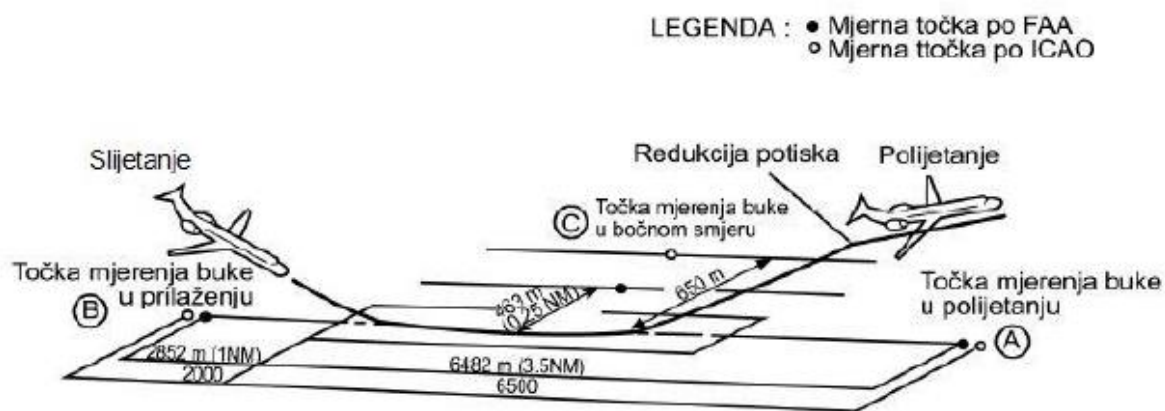 LEGENDA : ● Mjerna točka po FAA
○ Mjerna ttočka po ICAO
Slijetanje
Redukcija potiska
Polijetanje
C
Točka mjerenja buke
u bočnom smjeru
Točka mjerenja buke
u prilaženju
B
Točka mjerenja buke
u polijetanju
A
483 m
(0,25 NM)
650 m
2852 m (1NM)
2000
6482 m (3.5NM)
6500